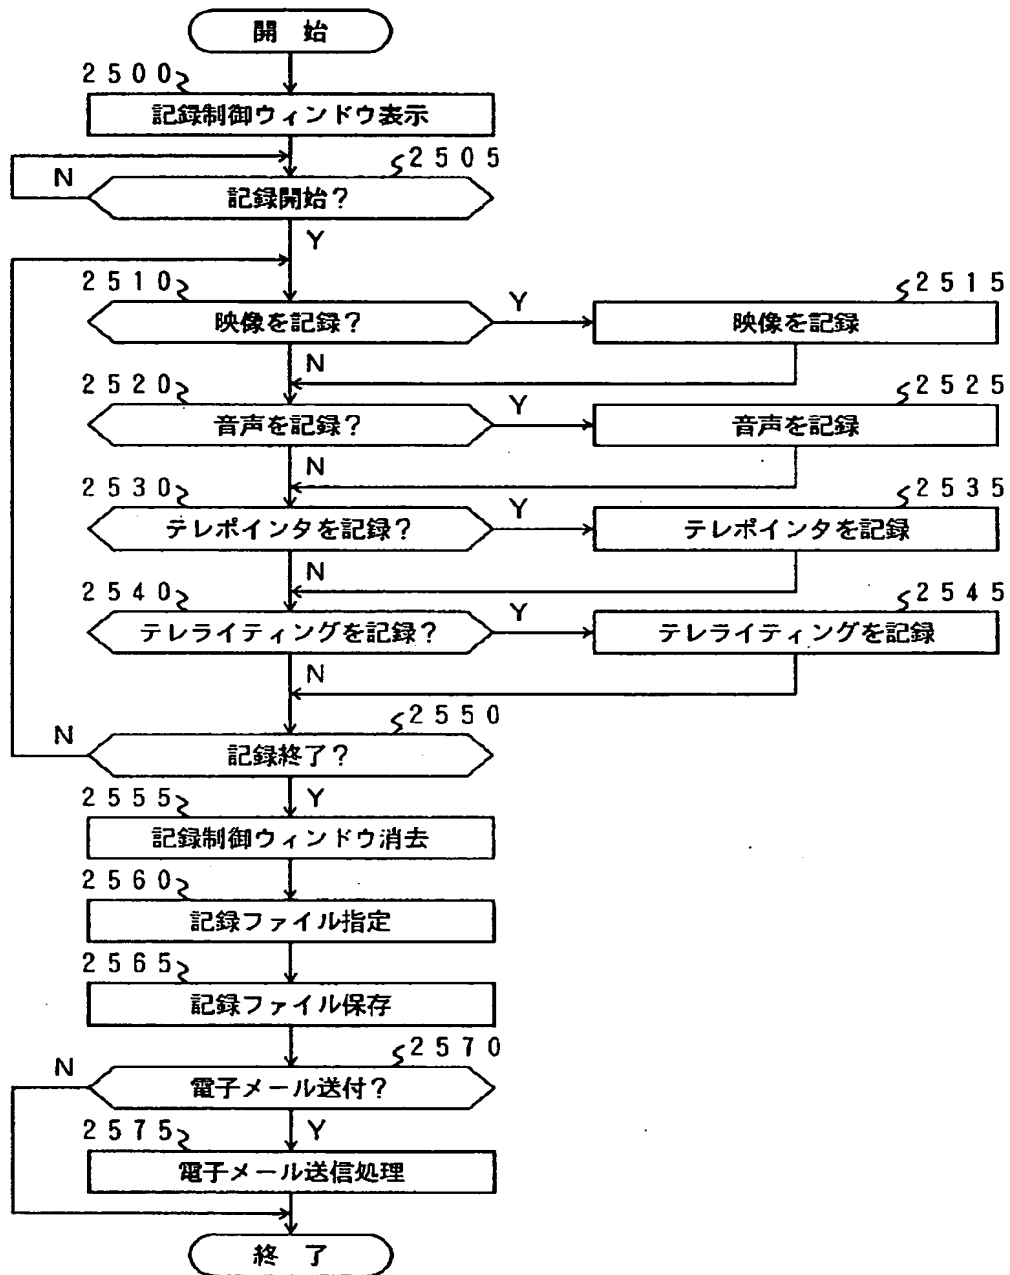 開 始
2500
記録制御ウィンドウ表示
2505
N
記録開始?
Y
2510
2515
Y
映像を記録?
映像を記録
N
2520
2525
Y
音声を記録?
音声を記録
N
2530
2535
Y
テレポインタを記録?
テレポインタを記録
N
2540
2545
Y
テレライティングを記録?
テレライティングを記録
N
2550
N
記録終了?
Y
2555
記録制御ウィンドウ消去
2560
記録ファイル指定
2565
記録ファイル保存
2570
N
電子メール送付?
Y
2575
電子メール送信処理
終 了